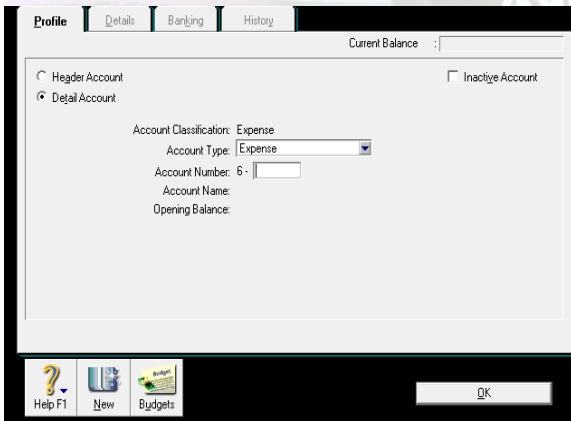 Profile Details Banking History
Current Balance :
Header Account Inactive Account
Detail Account
Account Classification: Expense
Account Type: Expense
Account Number: 6 -
Account Name:
Opening Balance:
Budget
Help F1 New Budgets OK